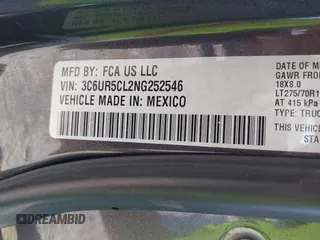 MFD BY: FCA US LLC
VIN: 3C6UR5CL2NG252546
VEHICLE MADE IN: MEXICO
DATE OF M
GAWR FROM
18X8.0
LT275/70R1
AT 415 kPa
TYPE: TRUC
THIS VEHIC
STA
DREAMBID